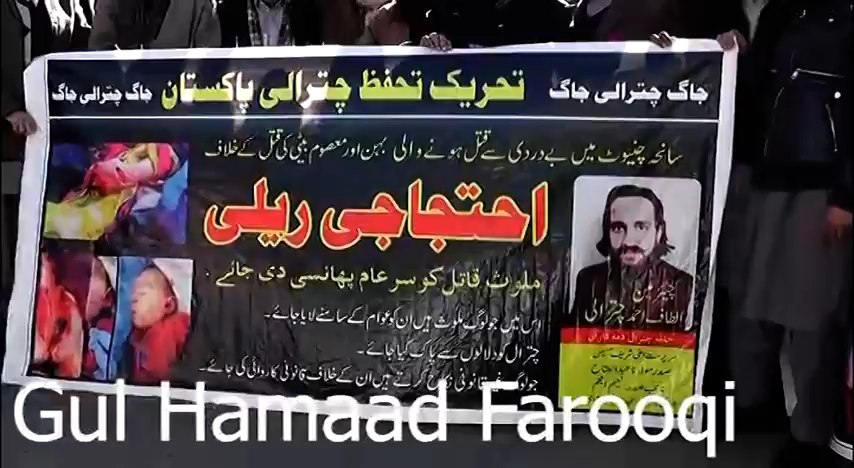 جاگ چترالی جاگ
تحریک تحفظ چترالی پاکستان
جاگ چترالی جاگ
سانحہ چنیوٹ میں بے دردی سے قتل ہونے والی بہن اور معصوم بیٹی کی قتل کے خلاف
احتجاجی ریلی
ملوث قاتل کو سرعام پھانسی دی جائے۔
اس میں جو لوگ ملوث ہیں ان کو عوام کے سامنے لایا جائے۔
چترال کو دلالوں سے پاک کیا جائے۔
جو لوگ غیر قانونی نکاح کرتے ہیں ان کے خلاف قانونی کاروائی کی جائے۔
چیئرمین
الطاف احمد چترالی
Gul Hamaad Farooqi